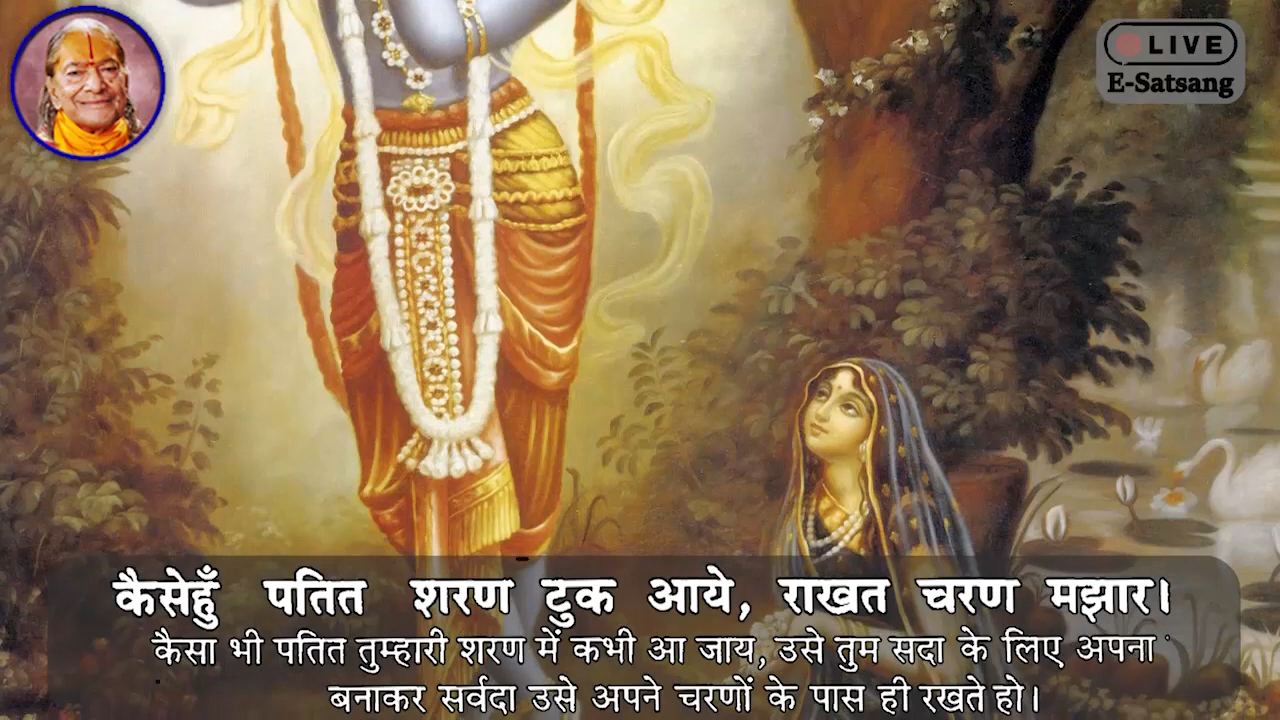 LIVE
E-Satsang
कैसेहुँ पतित शरण टुक आये, राखत चरण मझार।
कैसा भी पतित तुम्हारी शरण में कभी आ जाय, उसे तुम सदा के लिए अपना
बनाकर सर्वदा उसे अपने चरणों के पास ही रखते हो।